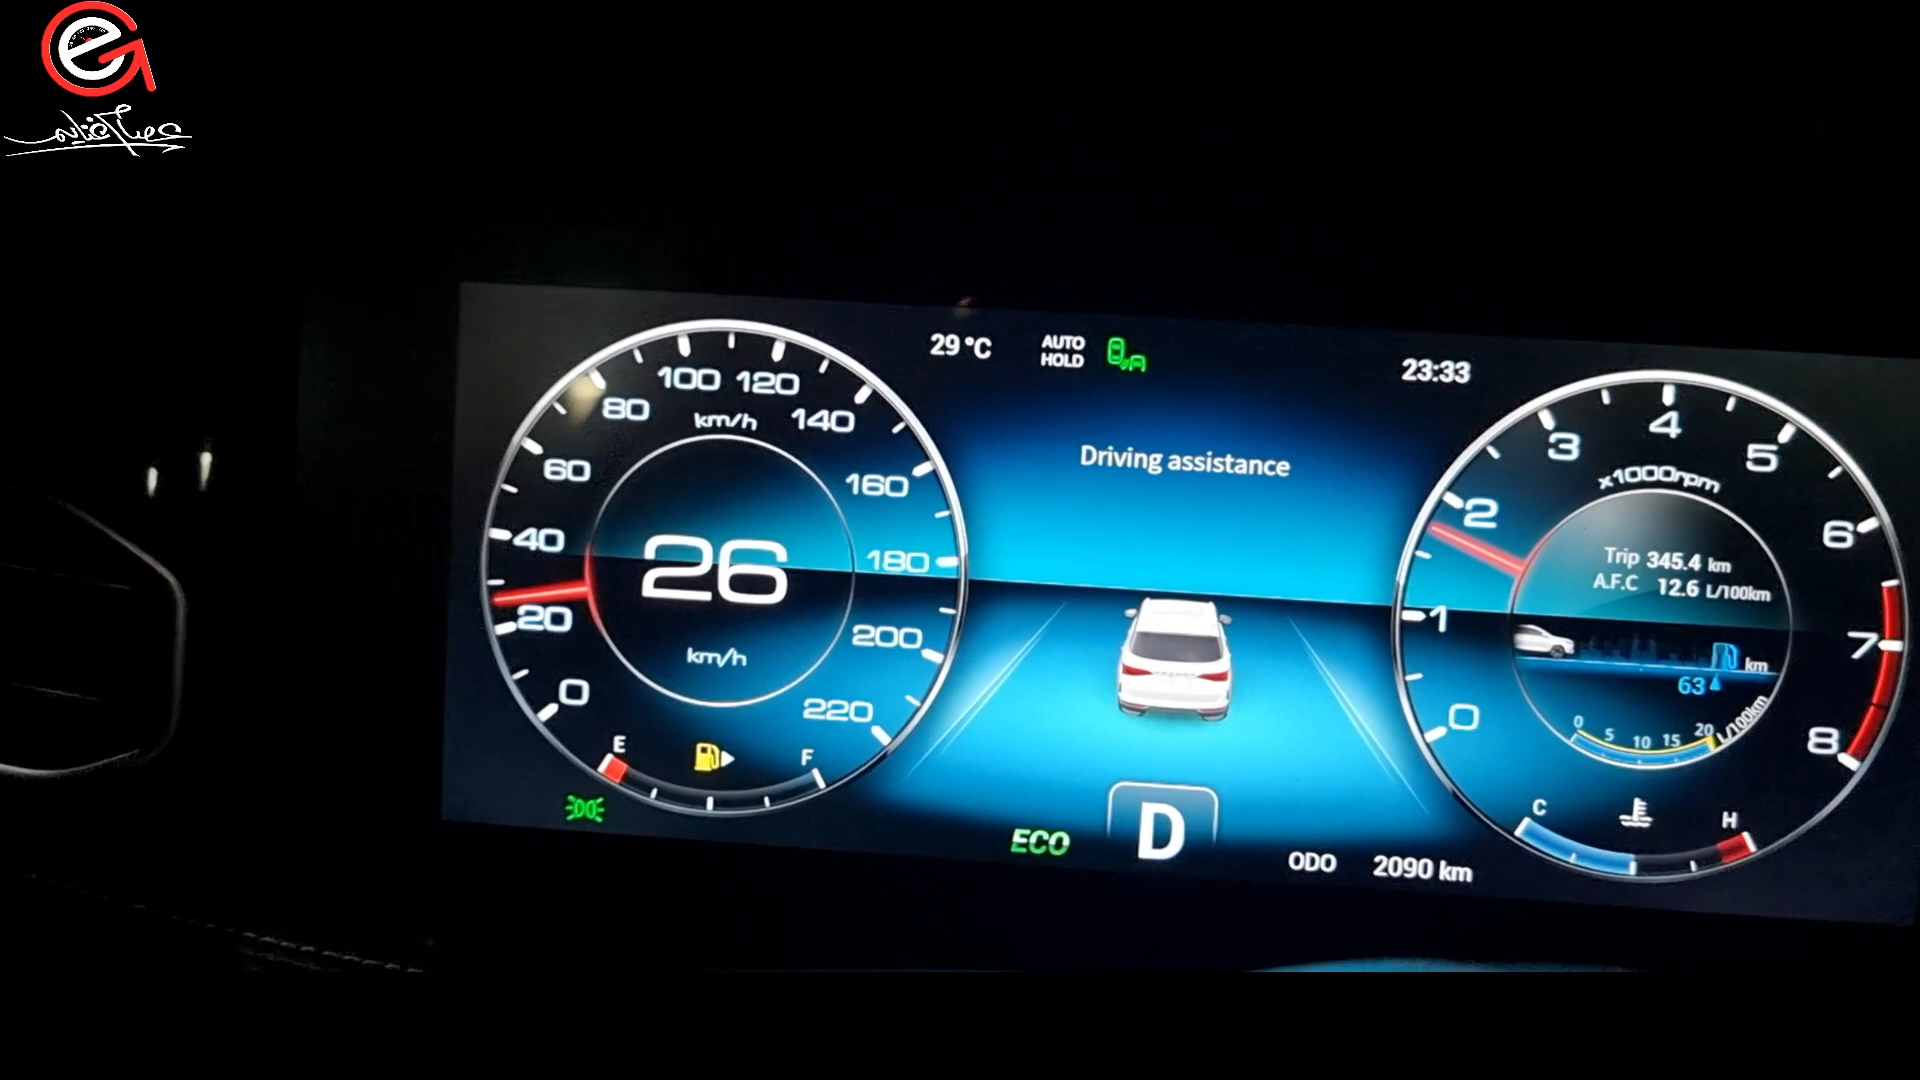 e
29 °C
AUTO
HOLD
23:33
0
20
40
60
80
100
120
140
160
180
200
220
km/h
26
km/h
E
F
Driving assistance
ECO
D
ODO 2090 km
0
1
2
3
4
5
6
7
8
x1000rpm
Trip 345.4 km
A.F.C 12.6 L/100km
km
63
0 5 10 15 20
L/100km
C
H